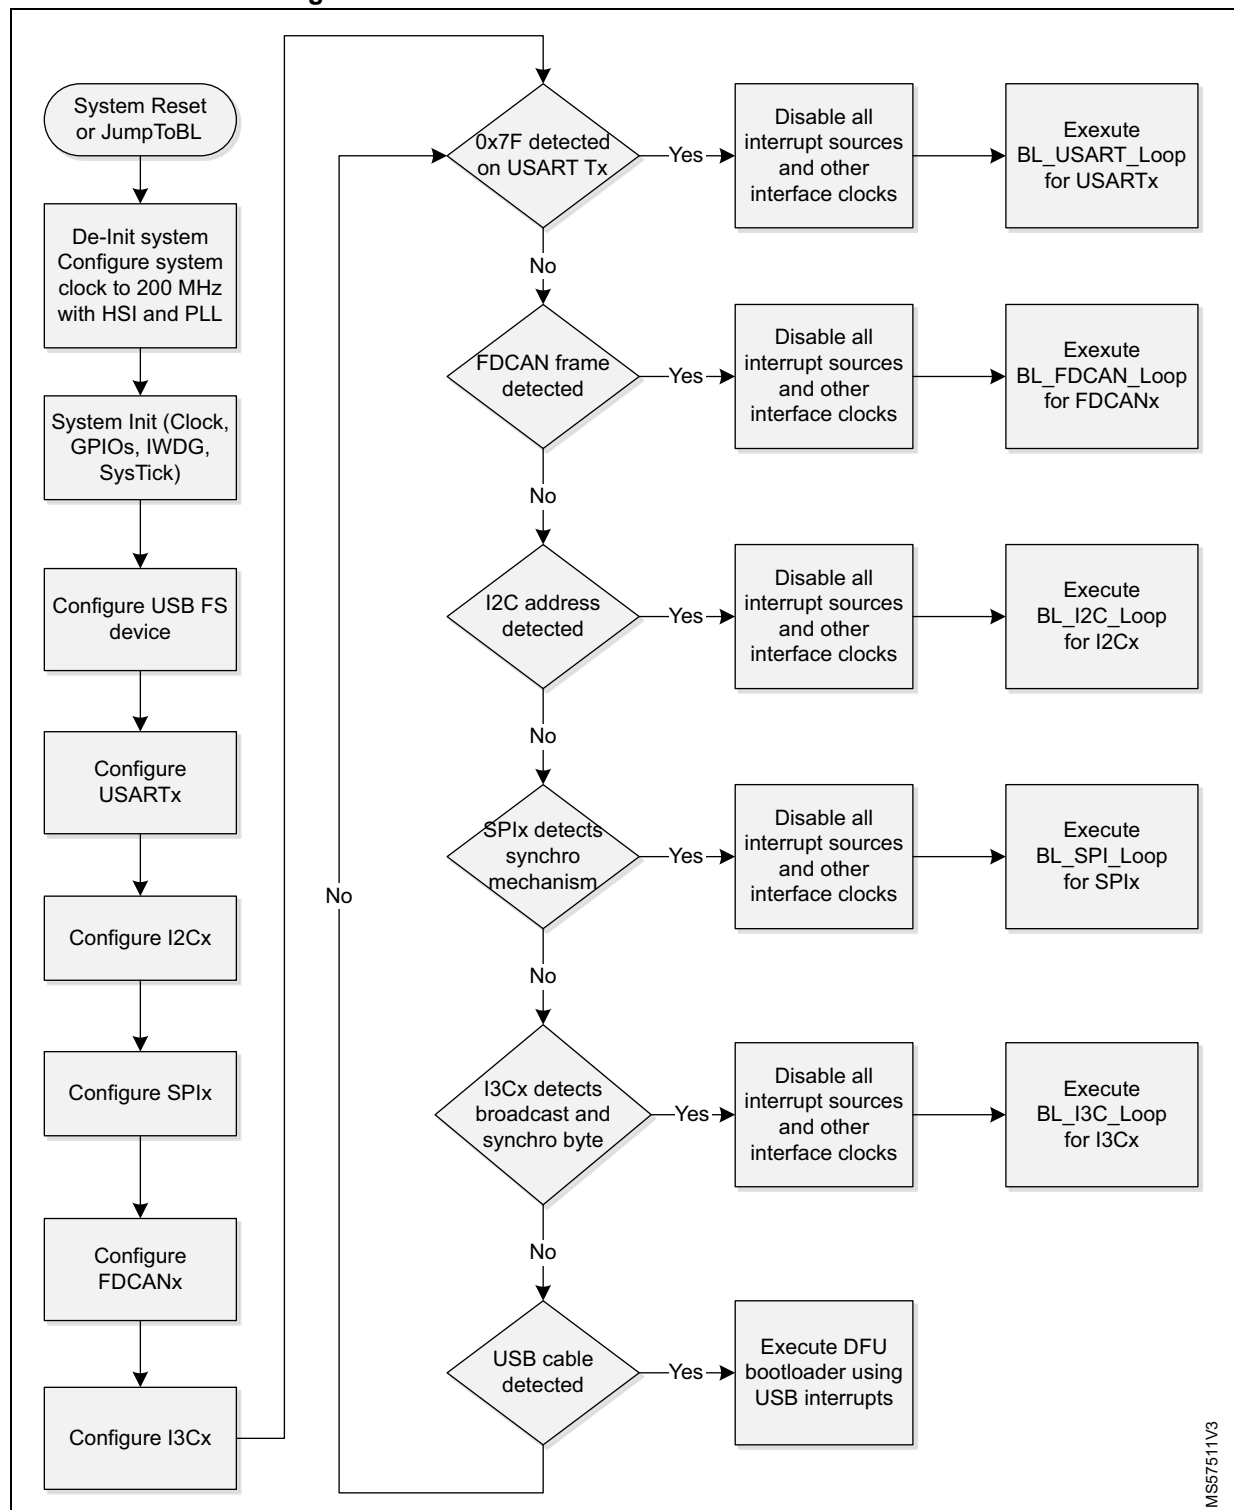 System Reset
or JumpToBL
De-Init system
Configure system
clock to 200 MHz
with HSI and PLL
System Init (Clock,
GPIOs, IWDG,
SysTick)
Configure USB FS
device
Configure
USARTx
Configure I2Cx
Configure SPIx
Configure
FDCANx
Configure I3Cx
No
0x7F detected
on USART Tx
Yes
Disable all
interrupt sources
and other
interface clocks
Exexute
BL_USART_Loop
for USARTx
No
FDCAN frame
detected
Yes
Disable all
interrupt sources
and other
interface clocks
Exexute
BL_FDCAN_Loop
for FDCANx
No
I2C address
detected
Yes
Disable all
interrupt sources
and other
interface clocks
Execute
BL_I2C_Loop
for I2Cx
No
SPIx detects
synchro
mechanism
Yes
Disable all
interrupt sources
and other
interface clocks
Execute
BL_SPI_Loop
for SPIx
No
I3Cx detects
broadcast and
synchro byte
Yes
Disable all
interrupt sources
and other
interface clocks
Execute
BL_I3C_Loop
for I3Cx
No
USB cable
detected
Yes
Execute DFU
bootloader using
USB interrupts
MS57511V3